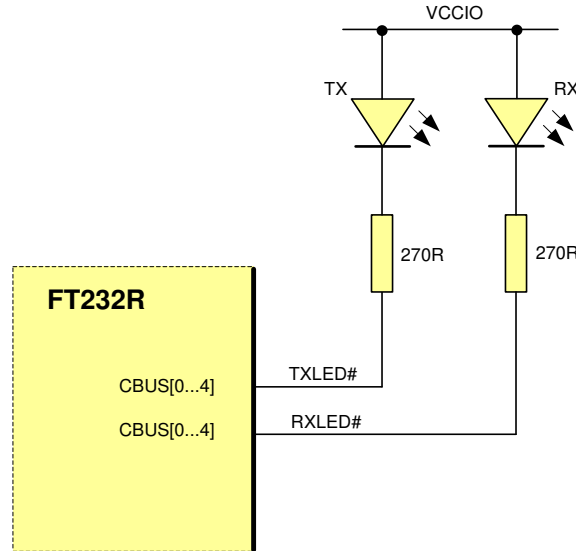 VCCIO
TX
RX
270R
270R
FT232R
TXLED#
CBUS[0...4]
RXLED#
CBUS[0...4]